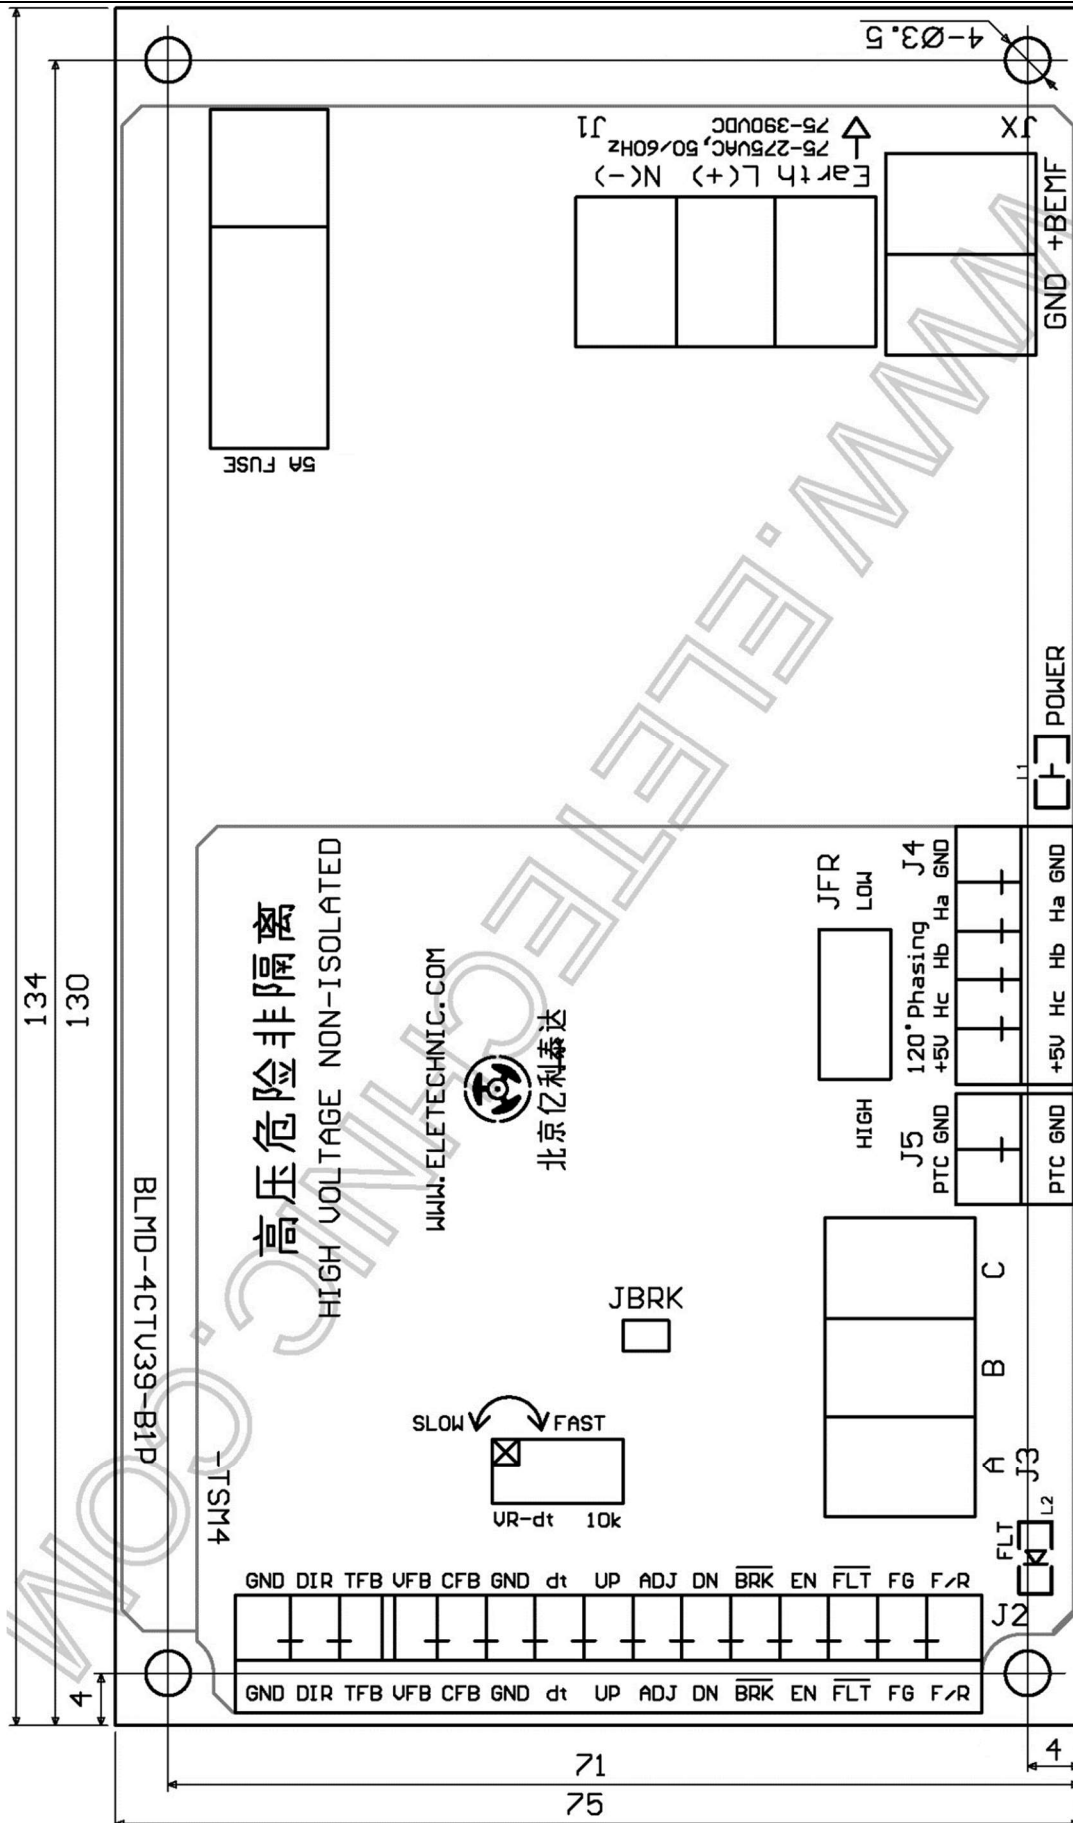 4-Ø3.5
J1
JX
75-390VDC
75-275VAC, 50/60Hz
N(-) L(+) Earth
GND +BEMF
5A FUSE
WWW.ELETECHNIC.COM
POWER
L1
134
130
高压危险非隔离
HIGH VOLTAGE NON-ISOLATED
WWW.ELETECHNIC.COM
北京亿利泰达
JFR
LOW
HIGH
J4
120°Phasing
+5V Hc Hb Ha GND
+5V Hc Hb Ha GND
J5
PTC GND
PTC GND
BLMD-4CTV39-B1P
-TSM4
JBRK
SLOW FAST
VR-dt 10k
A B C
J3
FLT
L2
J2
GND DIR TFB VFB CFB GND dt UP ADJ DN BRK EN FLT FG F/R
GND DIR TFB VFB CFB GND dt UP ADJ DN BRK EN FLT FG F/R
4
4
71
75